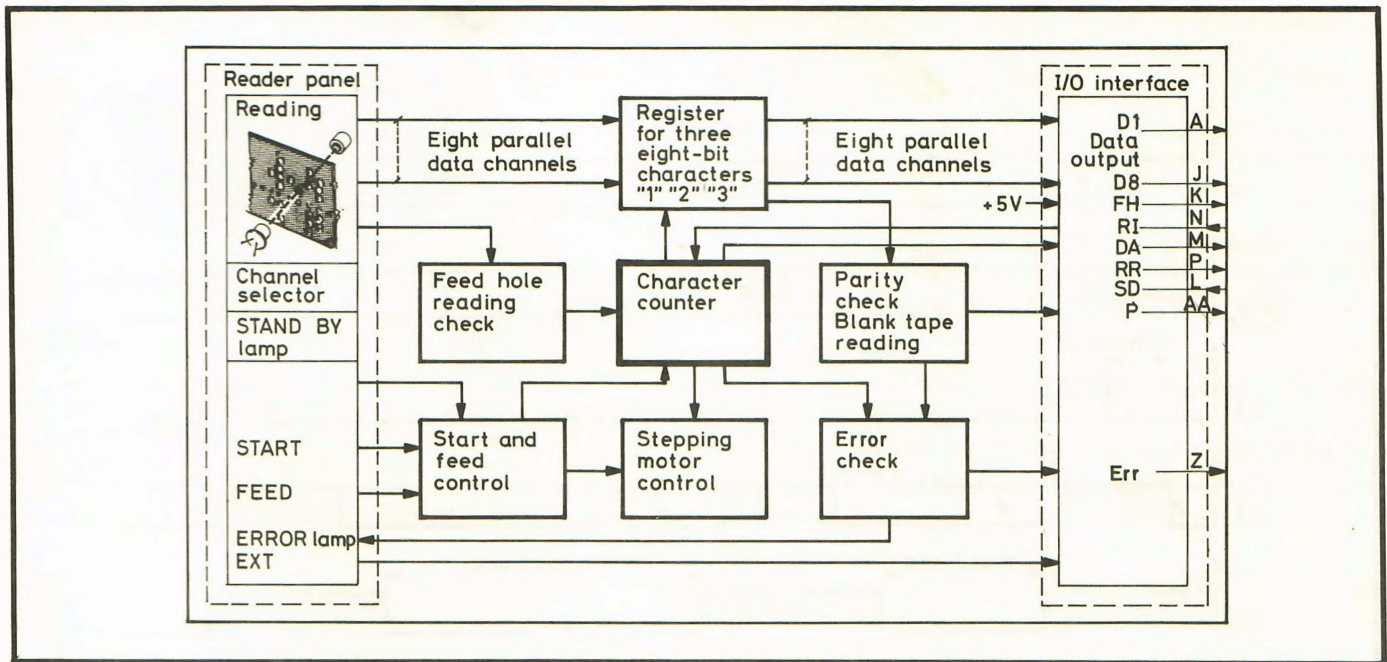 Reader panel
Reading
Channel
selector
STAND BY
lamp
START
FEED
ERROR lamp
EXT
Eight parallel
data channels
Feed hole
reading
check
Start and
feed
control
Register
for three
eight-bit
characters
"1" "2" "3"
Character
counter
Stepping
motor
control
Eight parallel
data channels
+5V
Parity
check
Blank tape
reading
Error
check
I/O interface
D1 A
Data
output
D8 J
FH K
RI N
DA M
RR P
SD L
P AA
Err Z